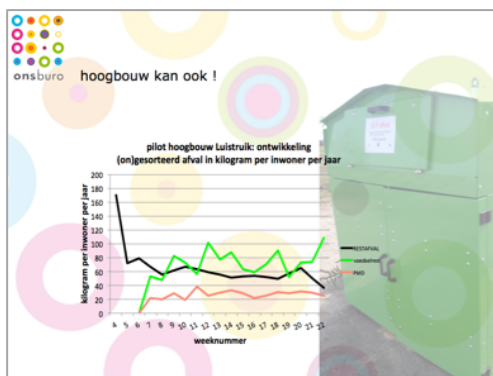 onsburo
hoogbouw kan ook !
pilot hoogbouw Luistruik: ontwikkeling
(on)gesorteerd afval in kilogram per inwoner per jaar
kilogram per inwoner per jaar
200
180
160
140
120
100
80
60
40
20
0
4 5 6 7 8 9 10 11 12 13 14 15 16 17 18 19 20 21 22
weeknummer
RESTAFVAL
voedselrest
PMD